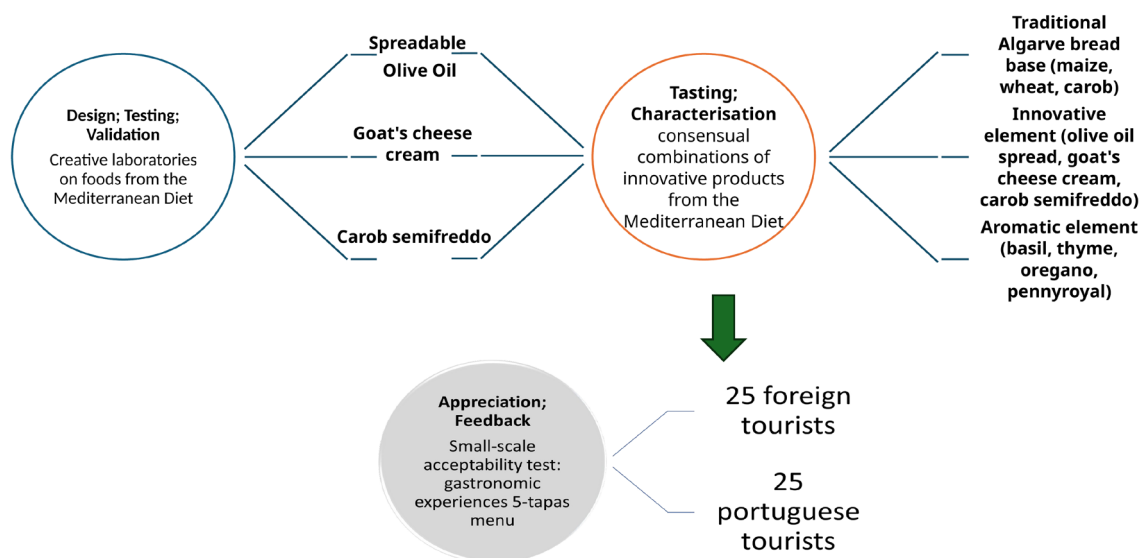 Design; Testing;
Validation
Creative laboratories
on foods from the
Mediterranean Diet
Spreadable
Olive Oil
Goat's cheese
cream
Carob semifreddo
Tasting;
Characterisation
consensual
combinations of
innovative products
from the
Mediterranean Diet
Traditional
Algarve bread
base (maize,
wheat, carob)
Innovative
element (olive oil
spread, goat's
cheese cream,
carob semifreddo)
Aromatic element
(basil, thyme,
oregano,
pennyroyal)
Appreciation;
Feedback
Small-scale
acceptability test:
gastronomic
experiences 5-tapas
menu
25 foreign
tourists
25
portuguese
tourists